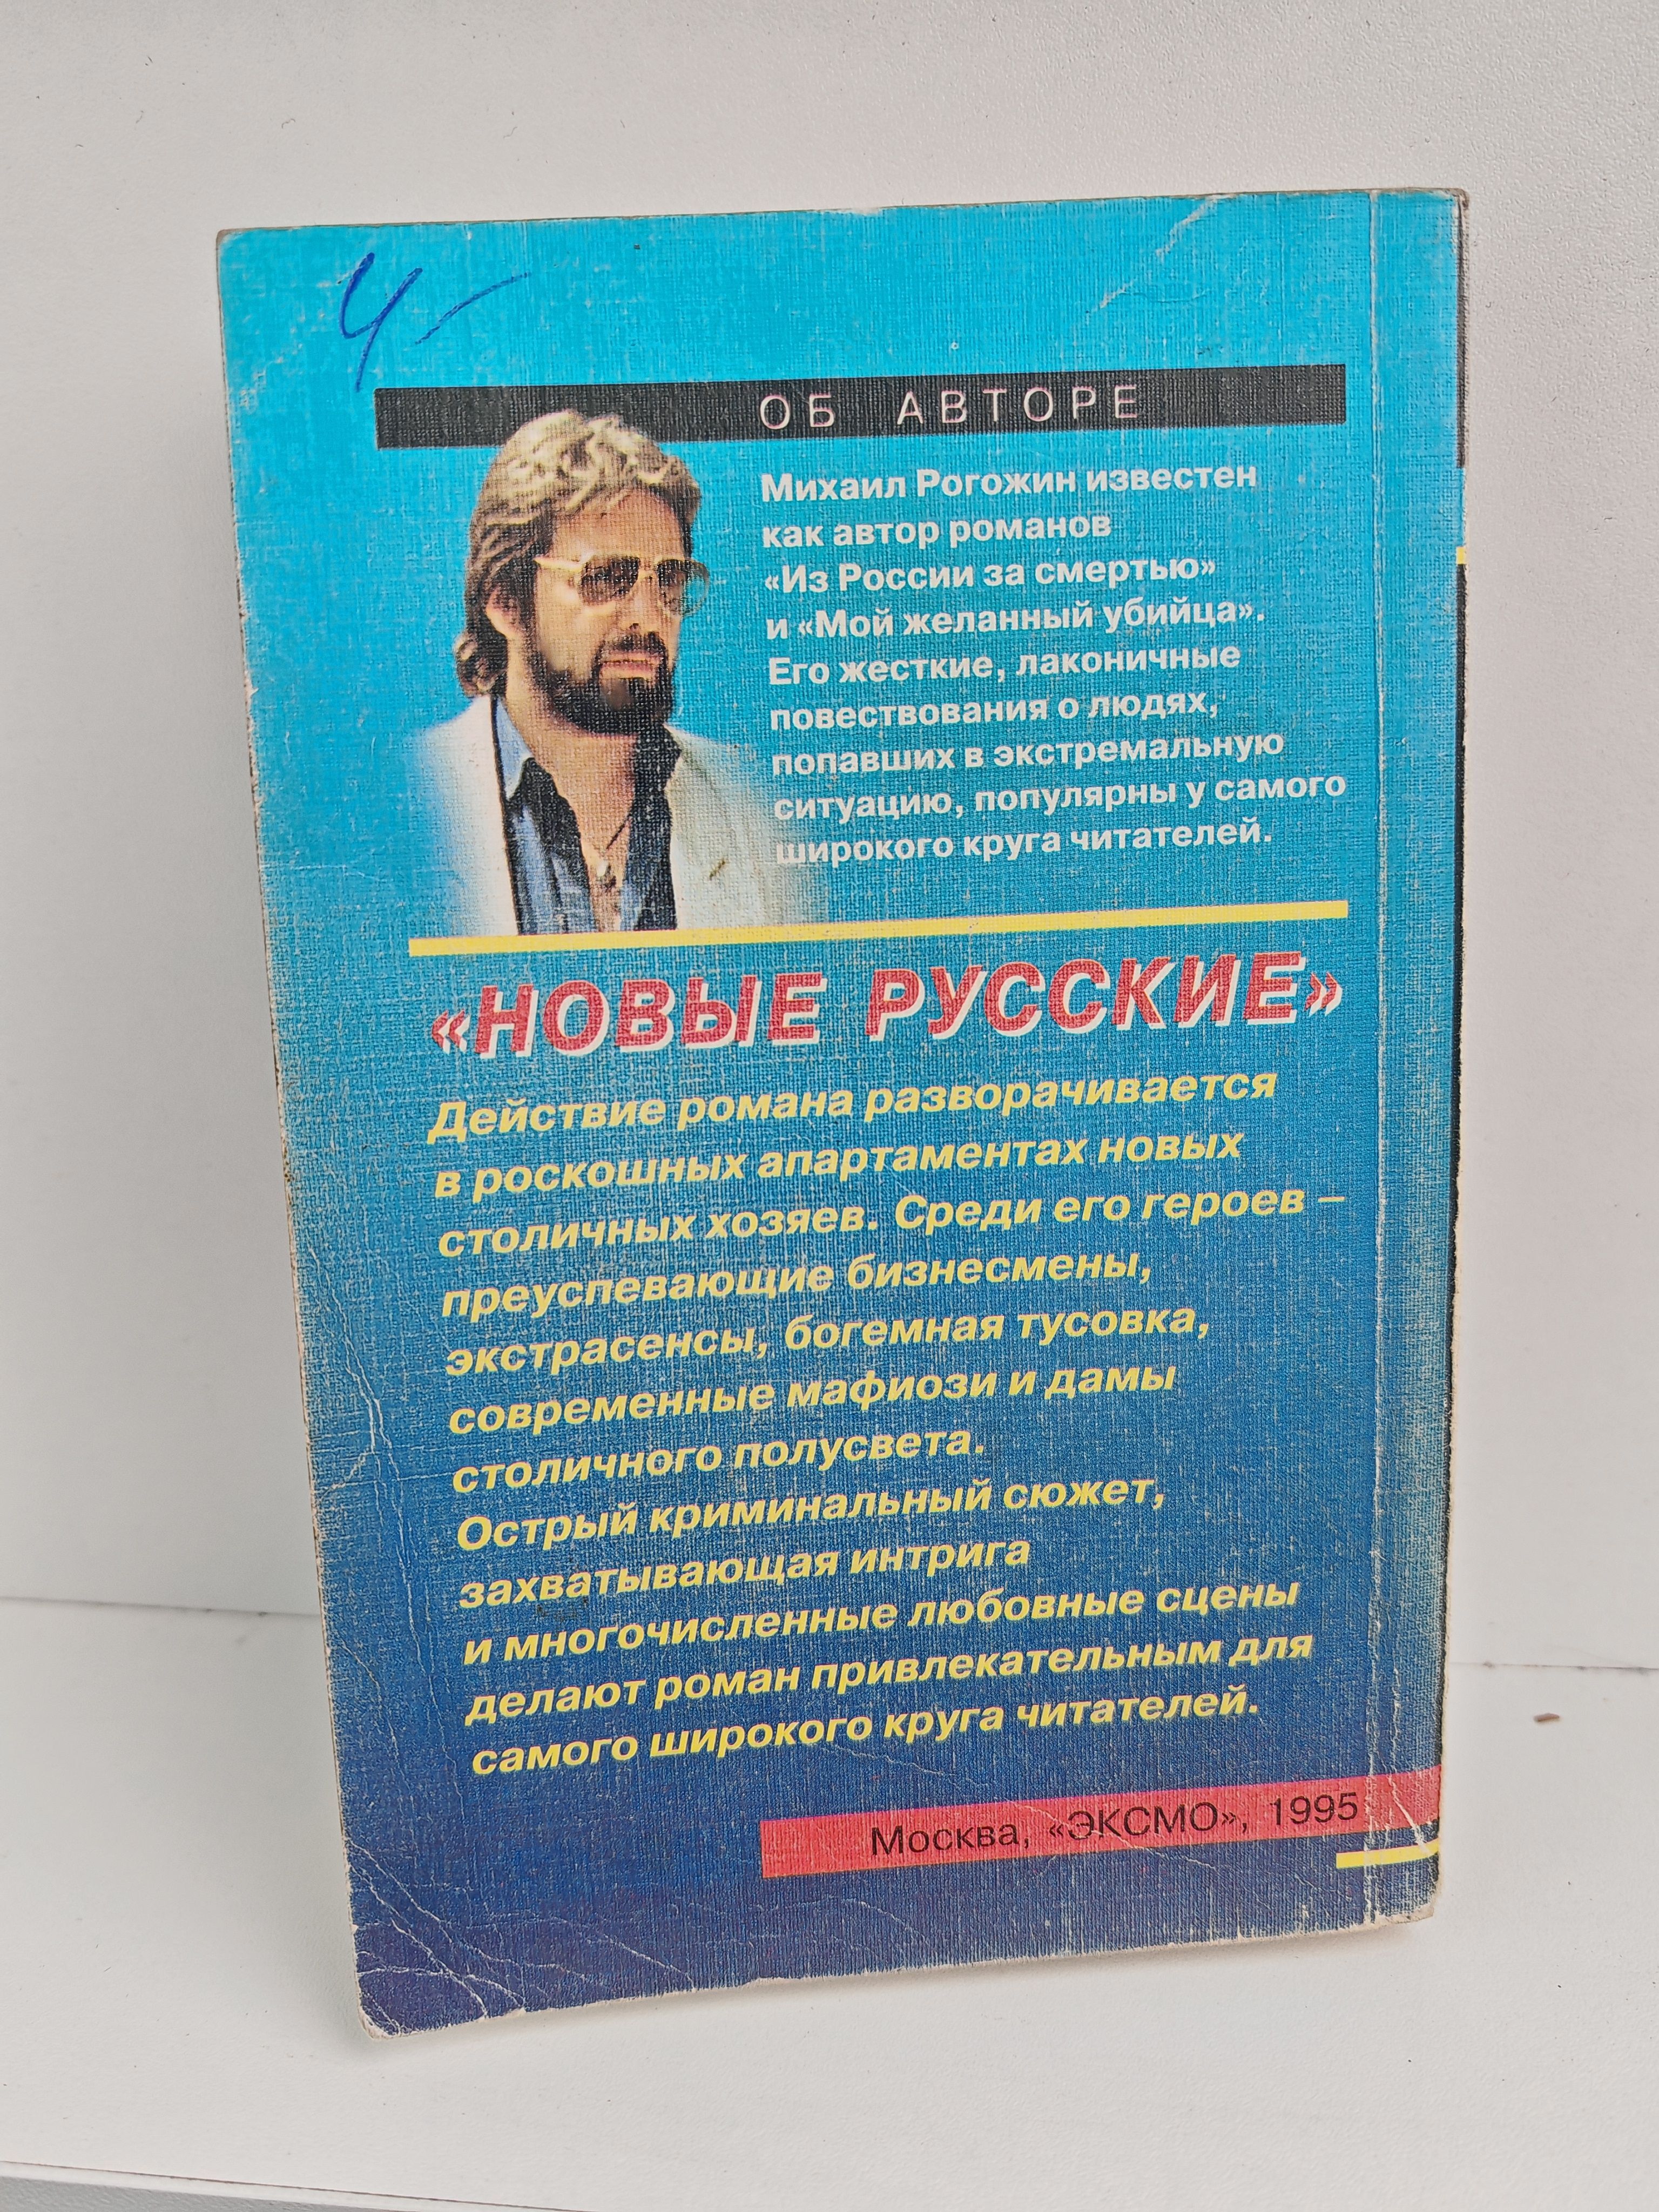 4-
ОБ АВТОРЕ
Михаил Рогожин известен
как автор романов
«Из России за смертью»
и «Мой желанный убийца».
Его жесткие, лаконичные
повествования о людях,
попавших в экстремальную
ситуацию, популярны у самого
широкого круга читателей.
«НОВЫЕ РУССКИЕ»
Действие романа разворачивается
в роскошных апартаментах новых
столичных хозяев. Среди его героев –
преуспевающие бизнесмены,
экстрасенсы, богемная тусовка,
современные мафиози и дамы
столичного полусвета.
Острый криминальный сюжет,
захватывающая интрига
и многочисленные любовные сцены
делают роман привлекательным для
самого широкого круга читателей.
Москва, «ЭКСМО», 1995